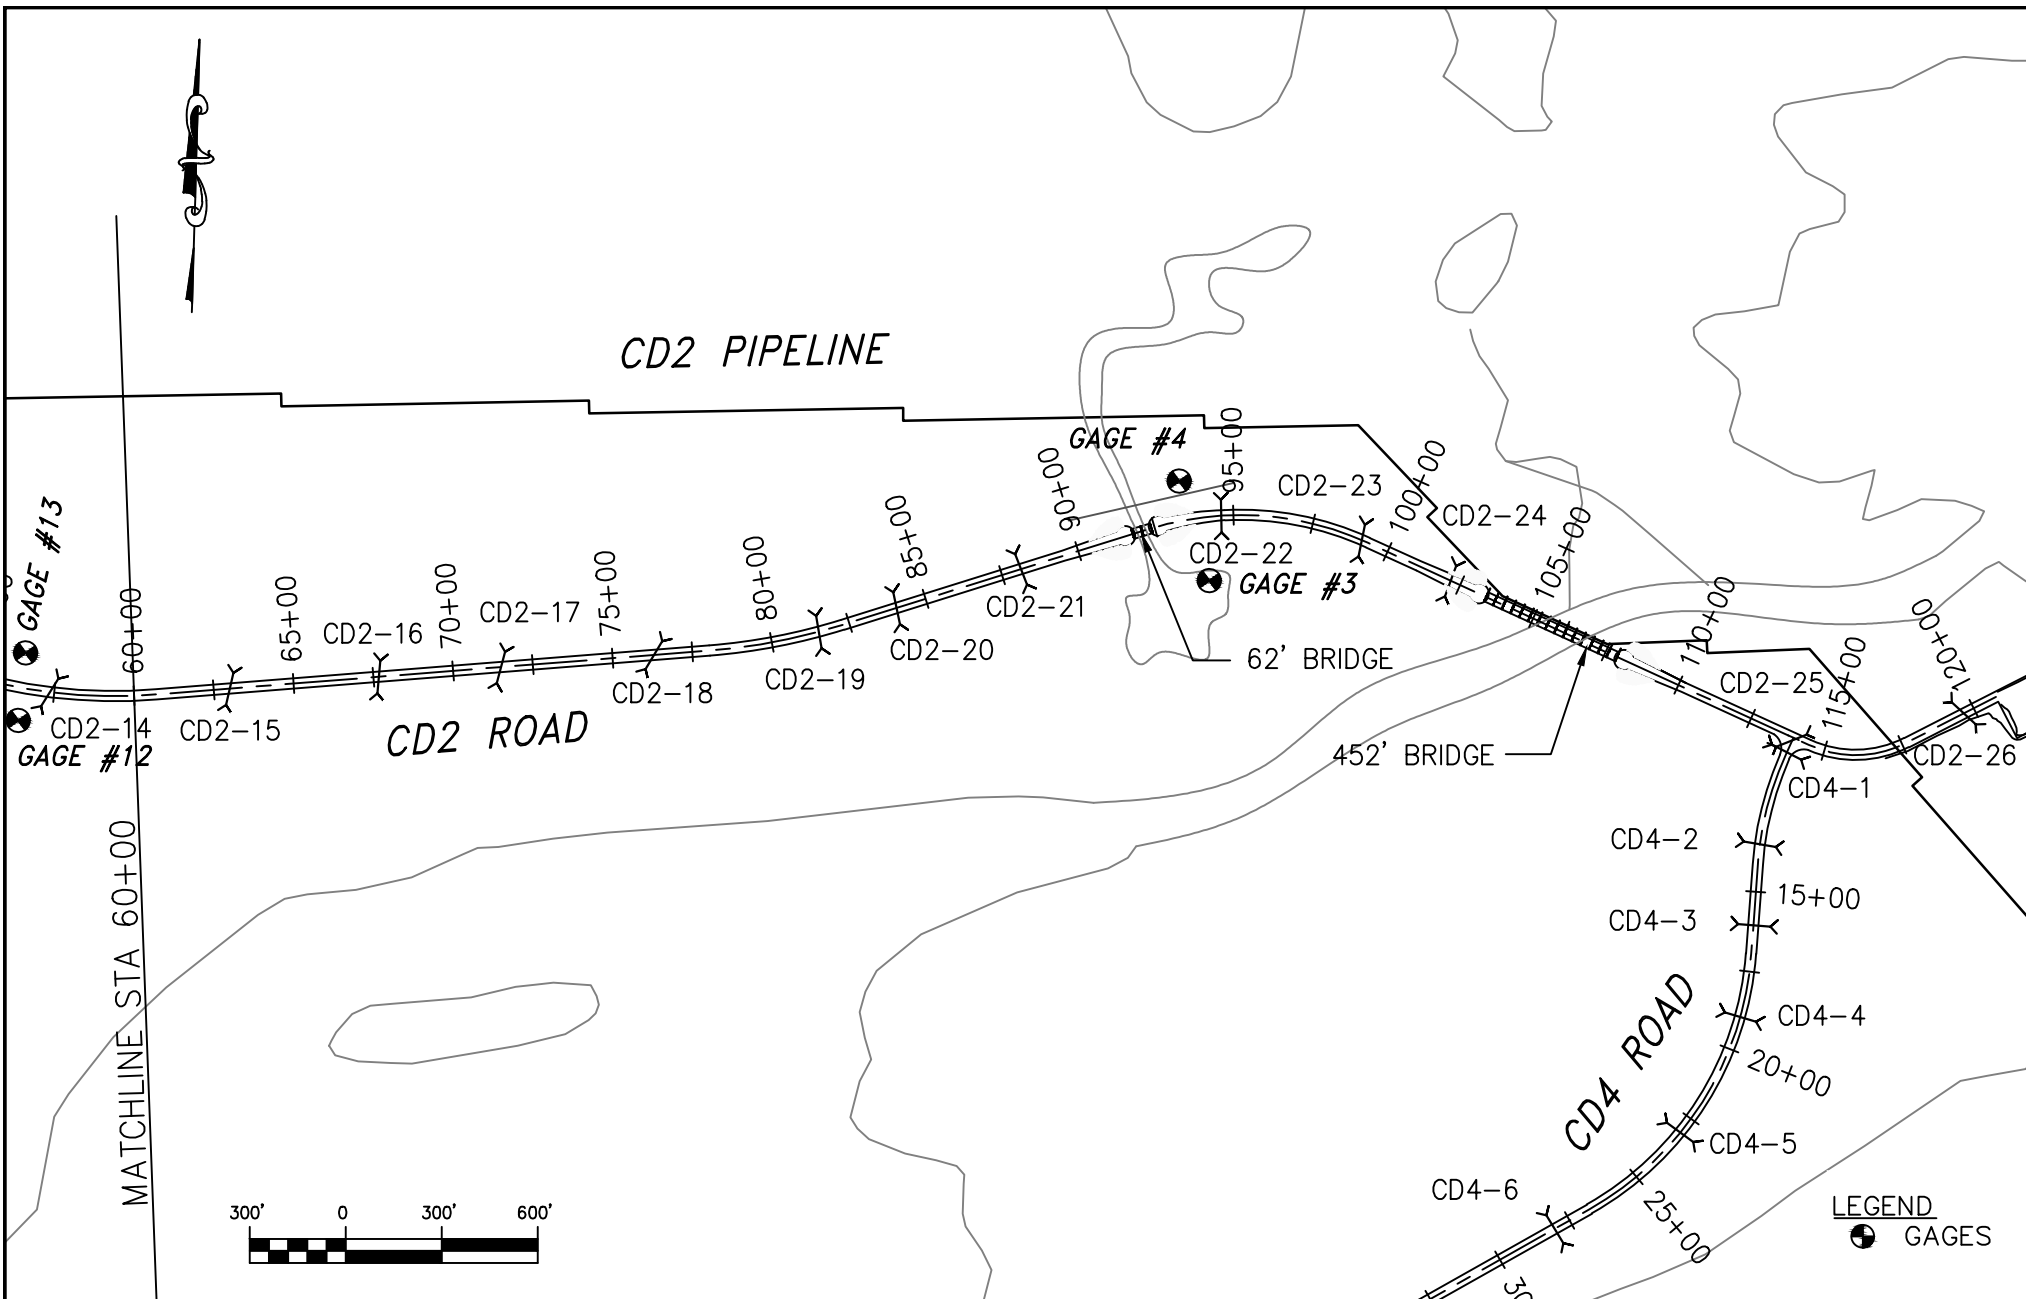 CD2 PIPELINE
GAGE #4
95+00
90+00
CD2-23
100+00
CD2-24
105+00
GAGE #13
85+00
80+00
75+00
70+00
65+00
60+00
CD2-22
GAGE #3
CD2-21
CD2-17
CD2-16
CD2-20
CD2-19
CD2-18
62' BRIDGE
110+00
120+00
115+00
CD2-25
CD2-14
CD2-15
GAGE #12
CD2 ROAD
452' BRIDGE
CD2-26
CD4-1
CD4-2
15+00
CD4-3
MATCHLINE STA 60+00
CD4-4
CD4 ROAD
20+00
CD4-5
CD4-6
25+00
300' 0 300' 600'
LEGEND
GAGES